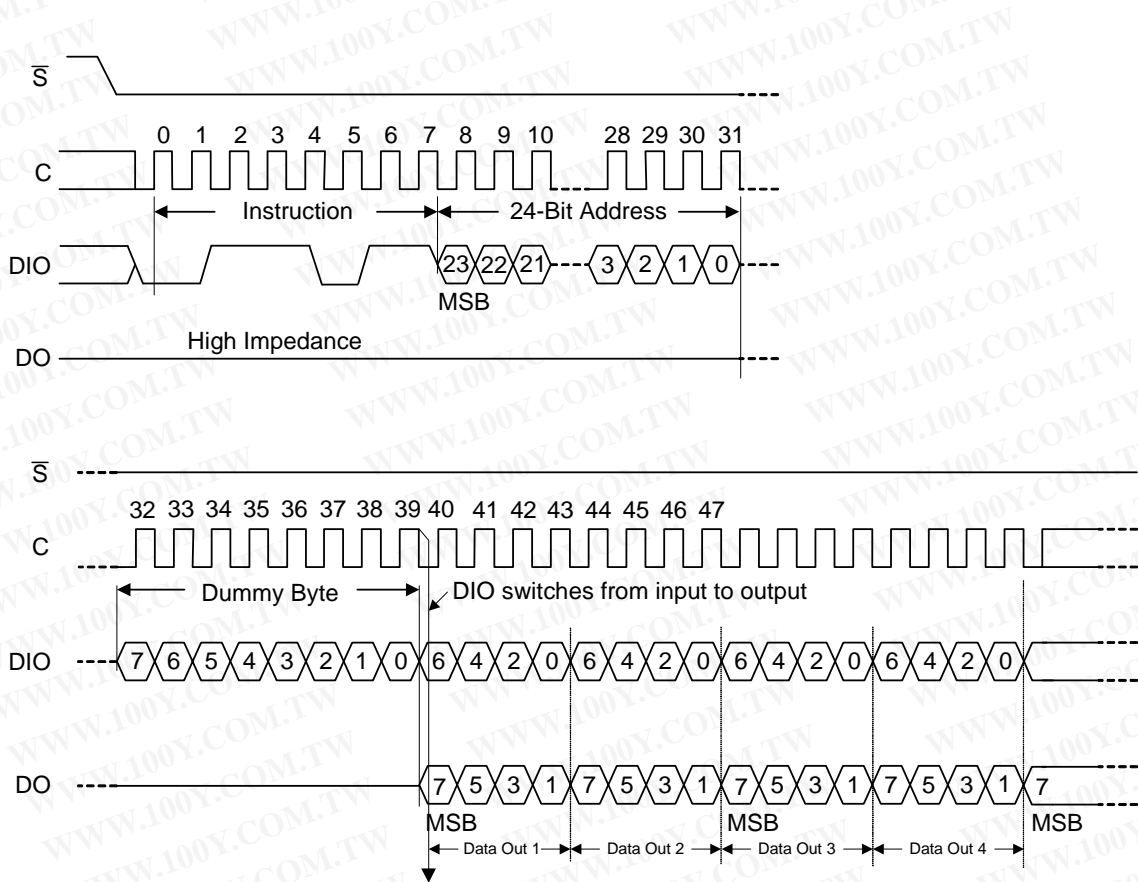 S
0 1 2 3 4 5 6 7 8 9 10 28 29 30 31
C
Instruction 24-Bit Address
DIO 23 22 21 3 2 1 0
MSB
High Impedance
DO
S
32 33 34 35 36 37 38 39 40 41 42 43 44 45 46 47
C
Dummy Byte DIO switches from input to output
DIO 7 6 5 4 3 2 1 0 6 4 2 0 6 4 2 0 6 4 2 0 6 4 2 0
DO 7 5 3 1 7 5 3 1 7 5 3 1 7 5 3 1 7
MSB MSB MSB
Data Out 1 Data Out 2 Data Out 3 Data Out 4
WWW.100Y.COM.TW